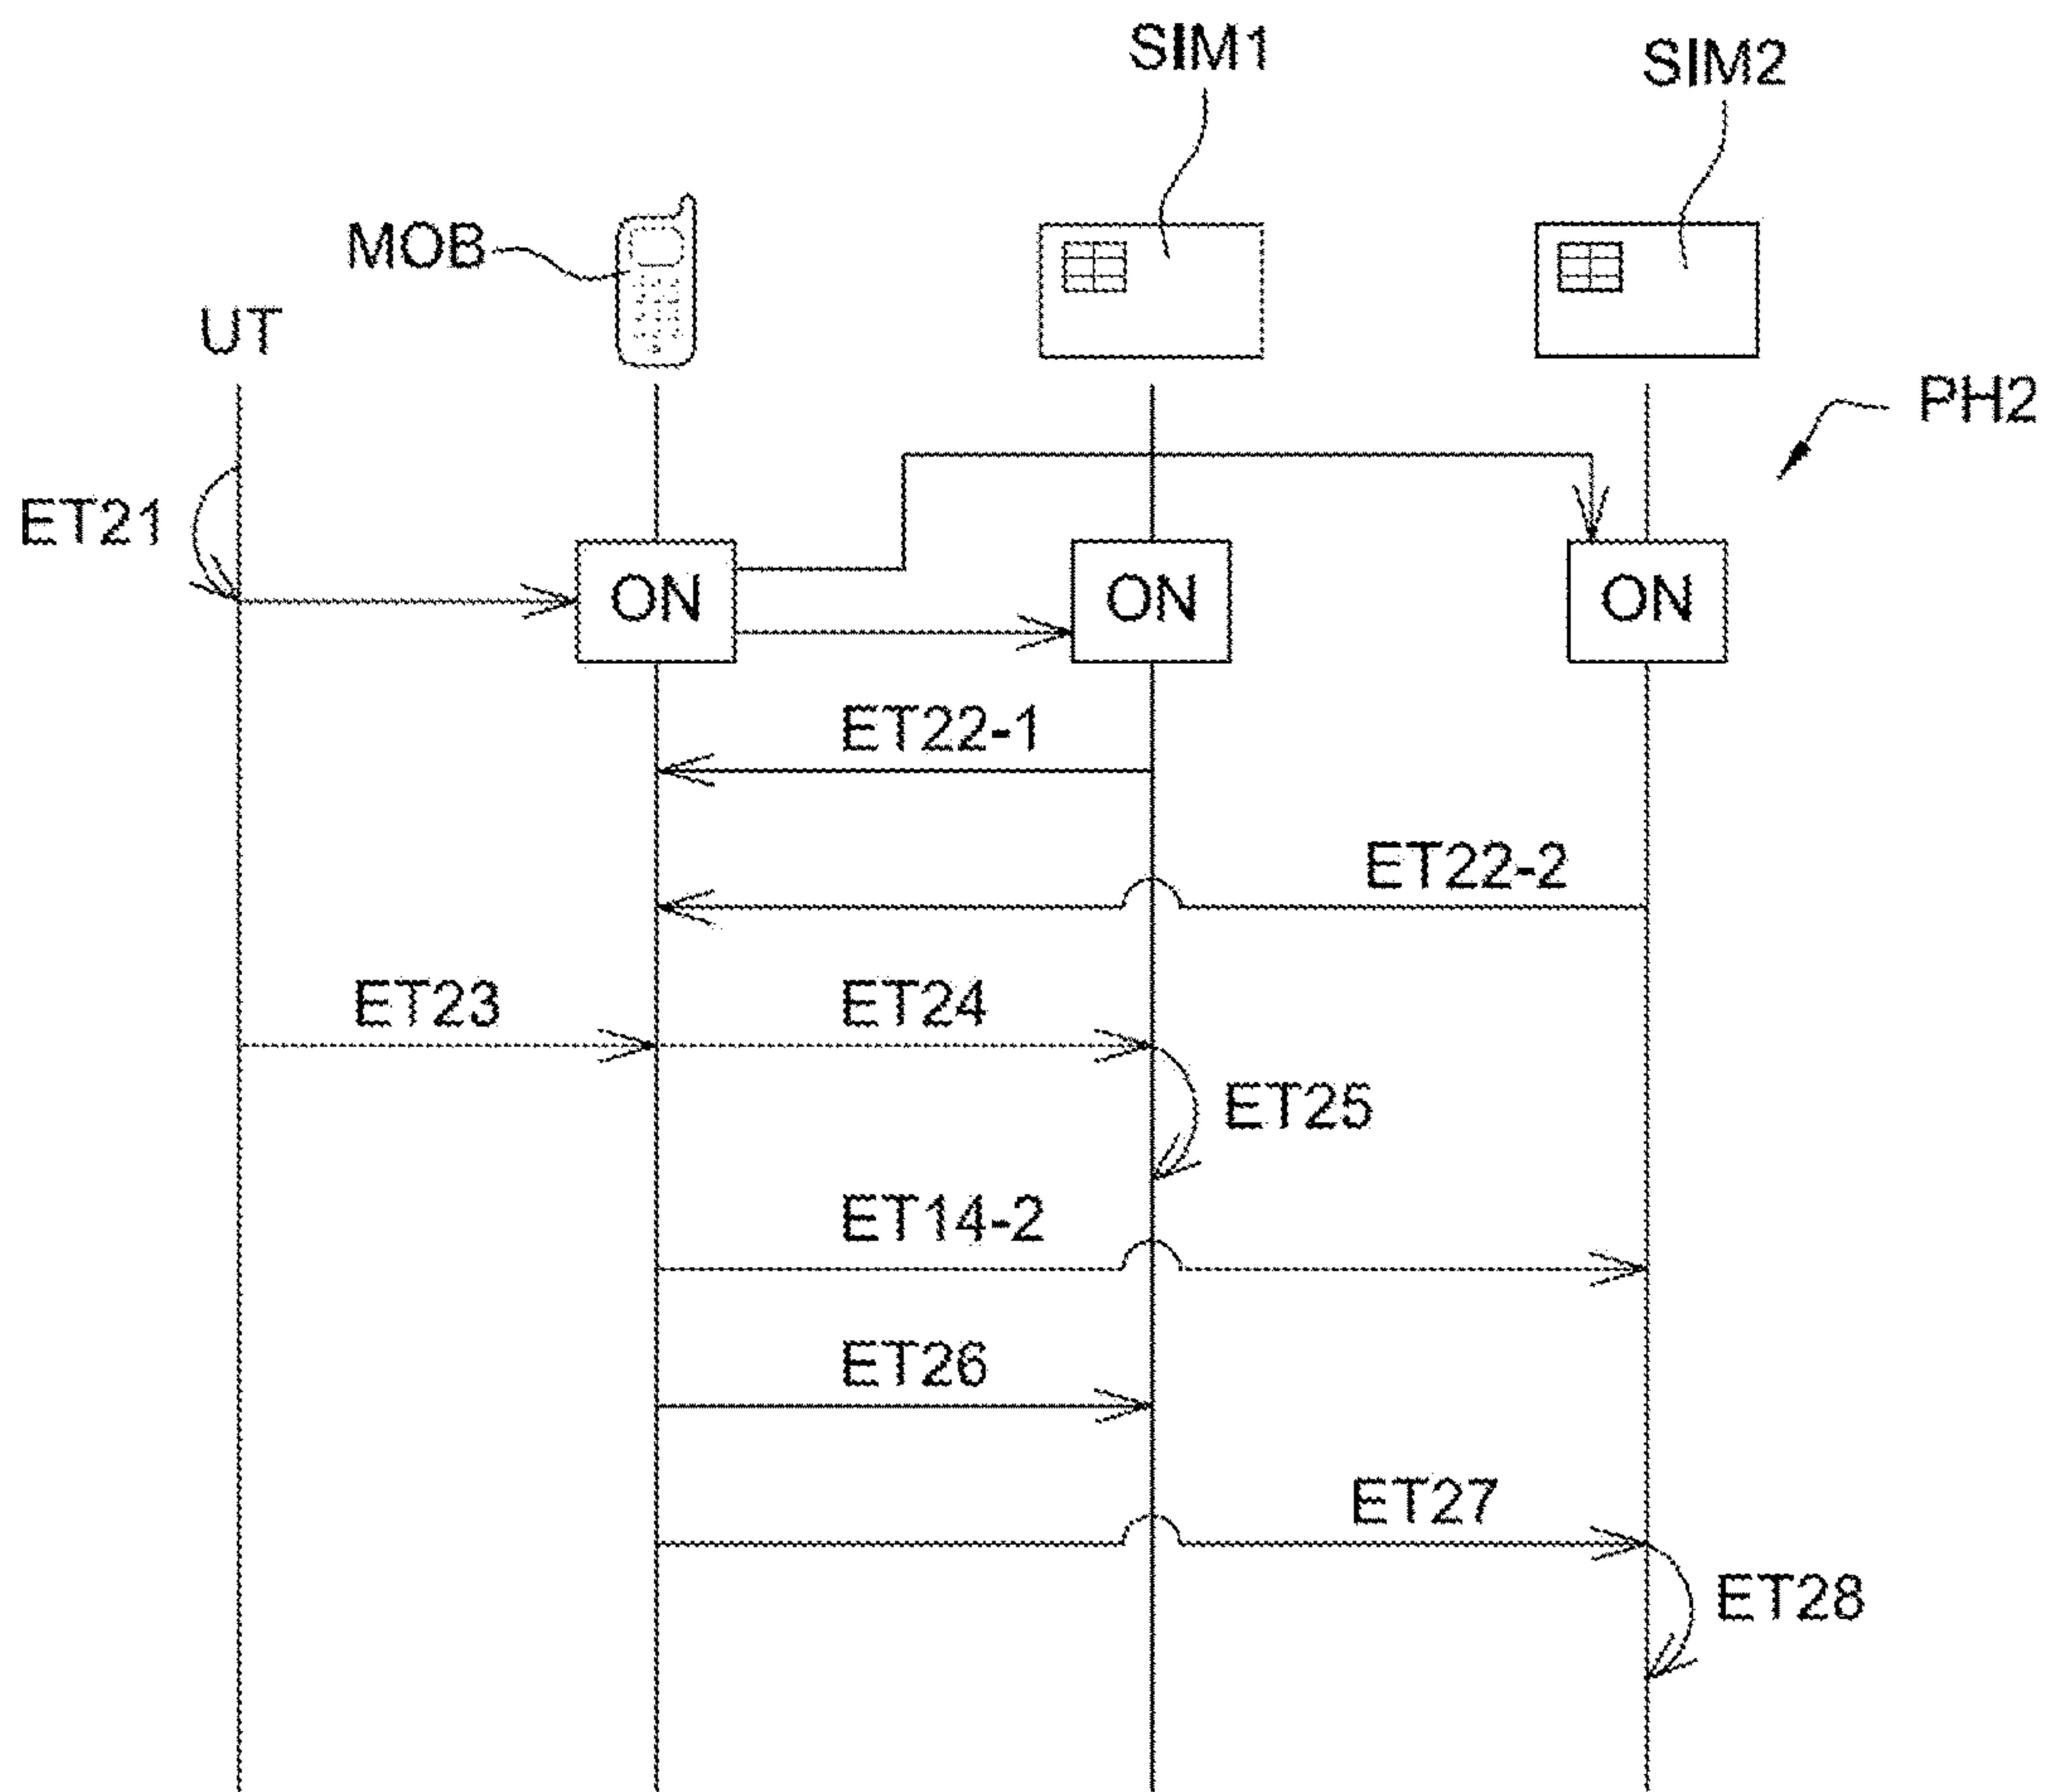 SIM1
SIM2
MOB
UT
PH2
ET21
ON
ON
ON
ET22-1
ET22-2
ET23
ET24
ET25
ET14-2
ET26
ET27
ET28